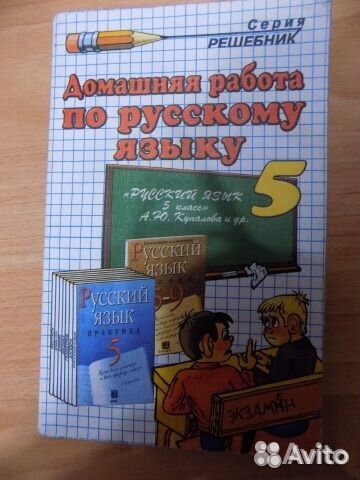 Серия
РЕШЕБНИК
Домашняя работа
по русскому
языку
5
«РУССКИЙ ЯЗЫК
5 класс»
А.Ю. Купалова и др.
Русский
язык
5-9
Русский
язык
ПРАКТИКА
5
ЭКЗАМЕН
Avito